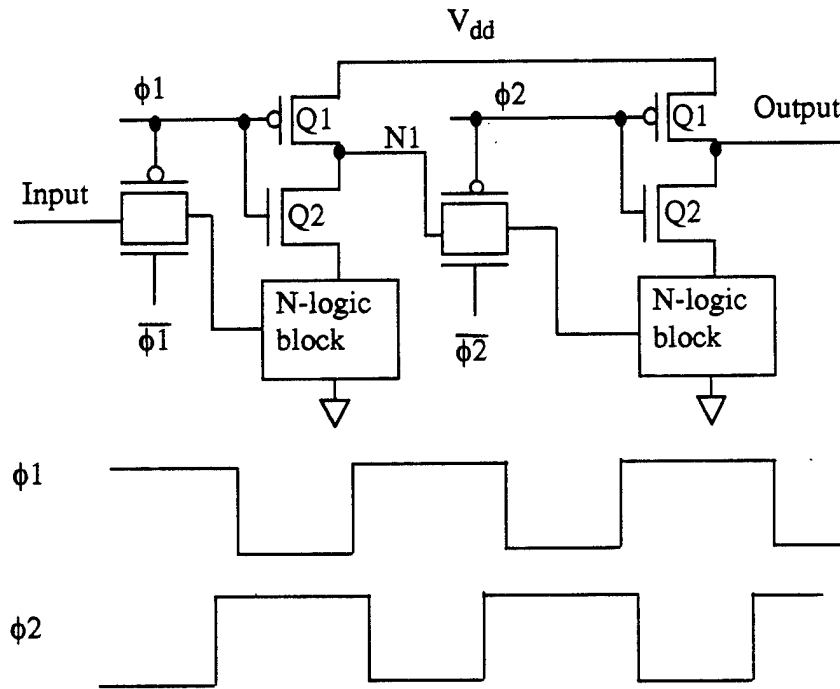 V_dd
ϕ1
Q1
ϕ2
Q1
Output
N1
Input
Q2
Q2
N-logic
block
N-logic
block
ϕ1̅
ϕ2̅
ϕ1
ϕ2